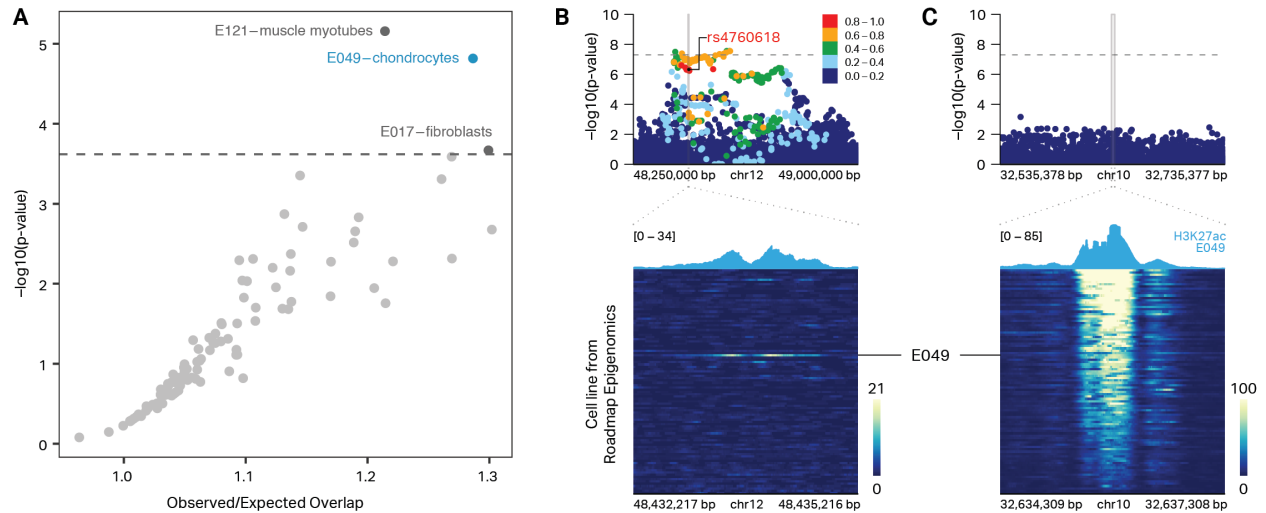 A
E121–muscle myotubes
E049–chondrocytes
E017–fibroblasts
5
4
3
2
1
0
–log10(p-value)
1.0
1.1
1.2
1.3
Observed/Expected Overlap
B
10
8
6
4
2
0
–log10(p-value)
rs4760618
0.8 – 1.0
0.6 – 0.8
0.4 – 0.6
0.2 – 0.4
0.0 – 0.2
48,250,000 bp
chr12
49,000,000 bp
[0 – 34]
Cell line from
Roadmap Epigenomics
21
0
48,432,217 bp
chr12
48,435,216 bp
E049
C
10
8
6
4
2
0
–log10(p-value)
32,535,378 bp
chr10
32,735,377 bp
[0 – 85]
H3K27ac
E049
100
0
32,634,309 bp
chr10
32,637,308 bp